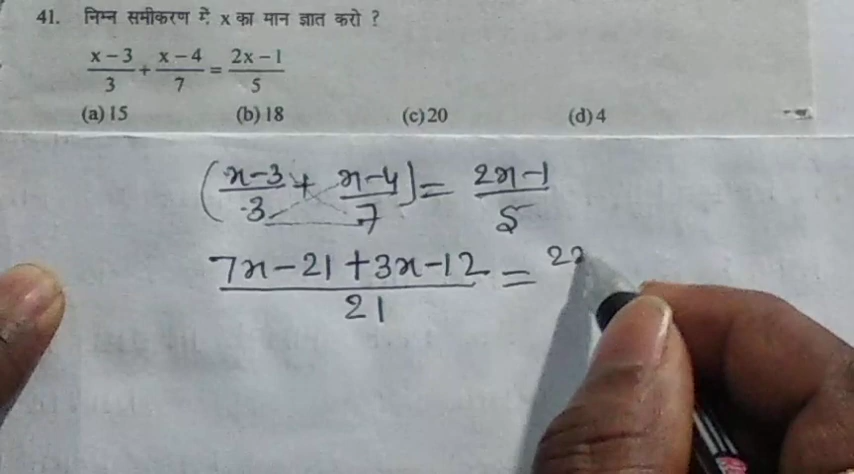 41. निम्न समीकरण में x का मान ज्ञात करो ?
(x-3)/3 + (x-4)/7 = (2x-1)/5
(a) 15 (b) 18 (c) 20 (d) 4
((x-3)/3 + (x-4)/7) = (2x-1)/5
(7x-21+3x-12)/21 = 2x